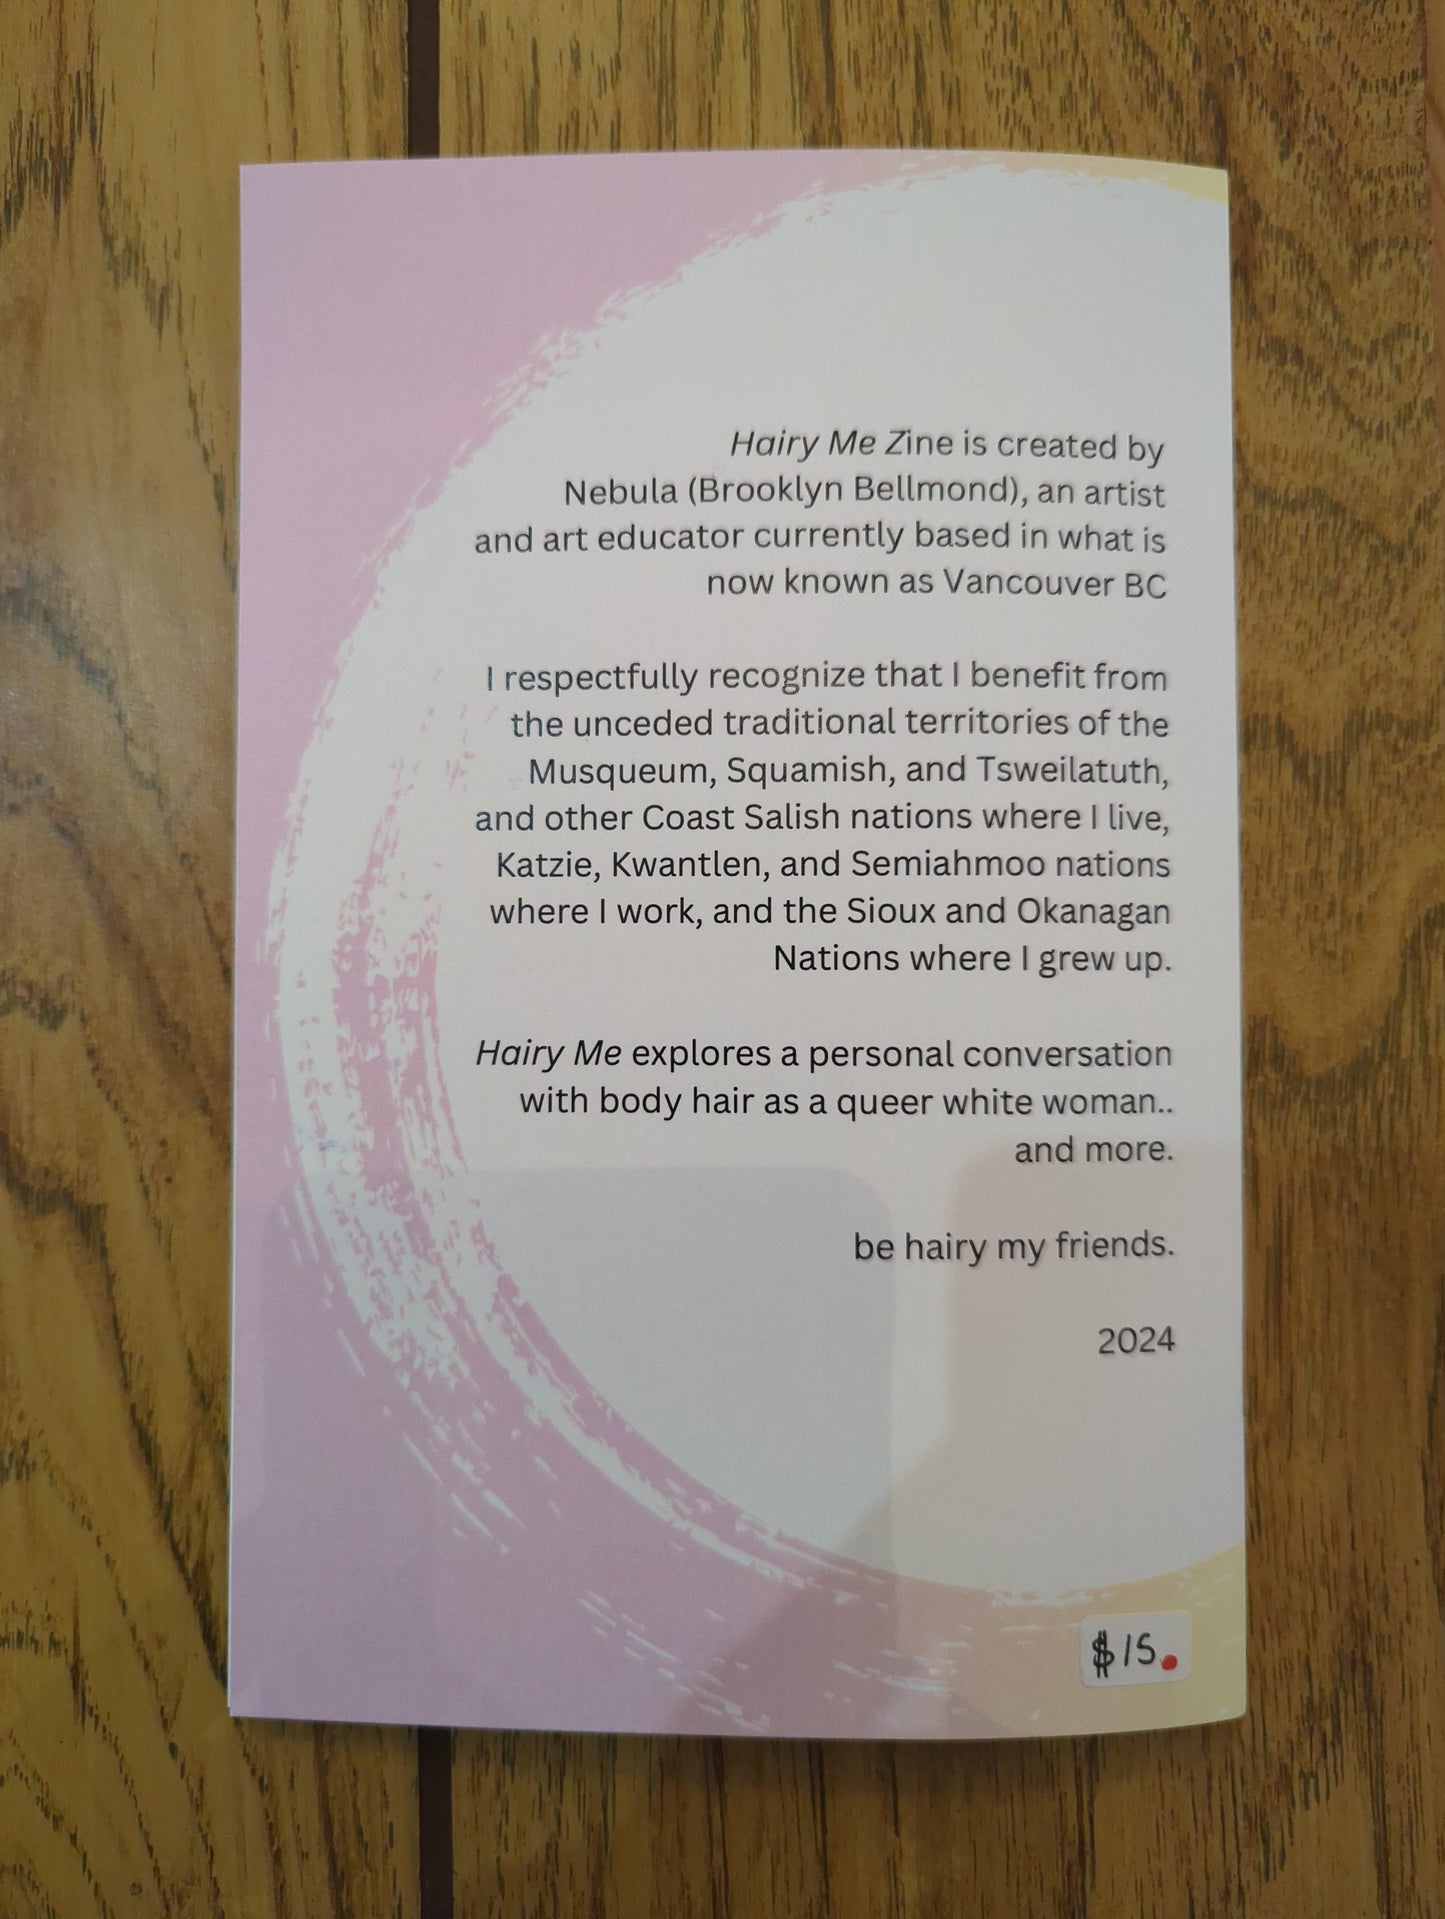 Hairy Me Zine is created by
Nebula (Brooklyn Bellmond), an artist
and art educator currently based in what is
now known as Vancouver BC
I respectfully recognize that I benefit from
the unceded traditional territories of the
Musqueum, Squamish, and Tsweilatuth,
and other Coast Salish nations where I live,
Katzie, Kwantlen, and Semiahmoo nations
where I work, and the Sioux and Okanagan
Nations where I grew up.
Hairy Me explores a personal conversation
with body hair as a queer white woman..
and more.
be hairy my friends.
2024
$15.